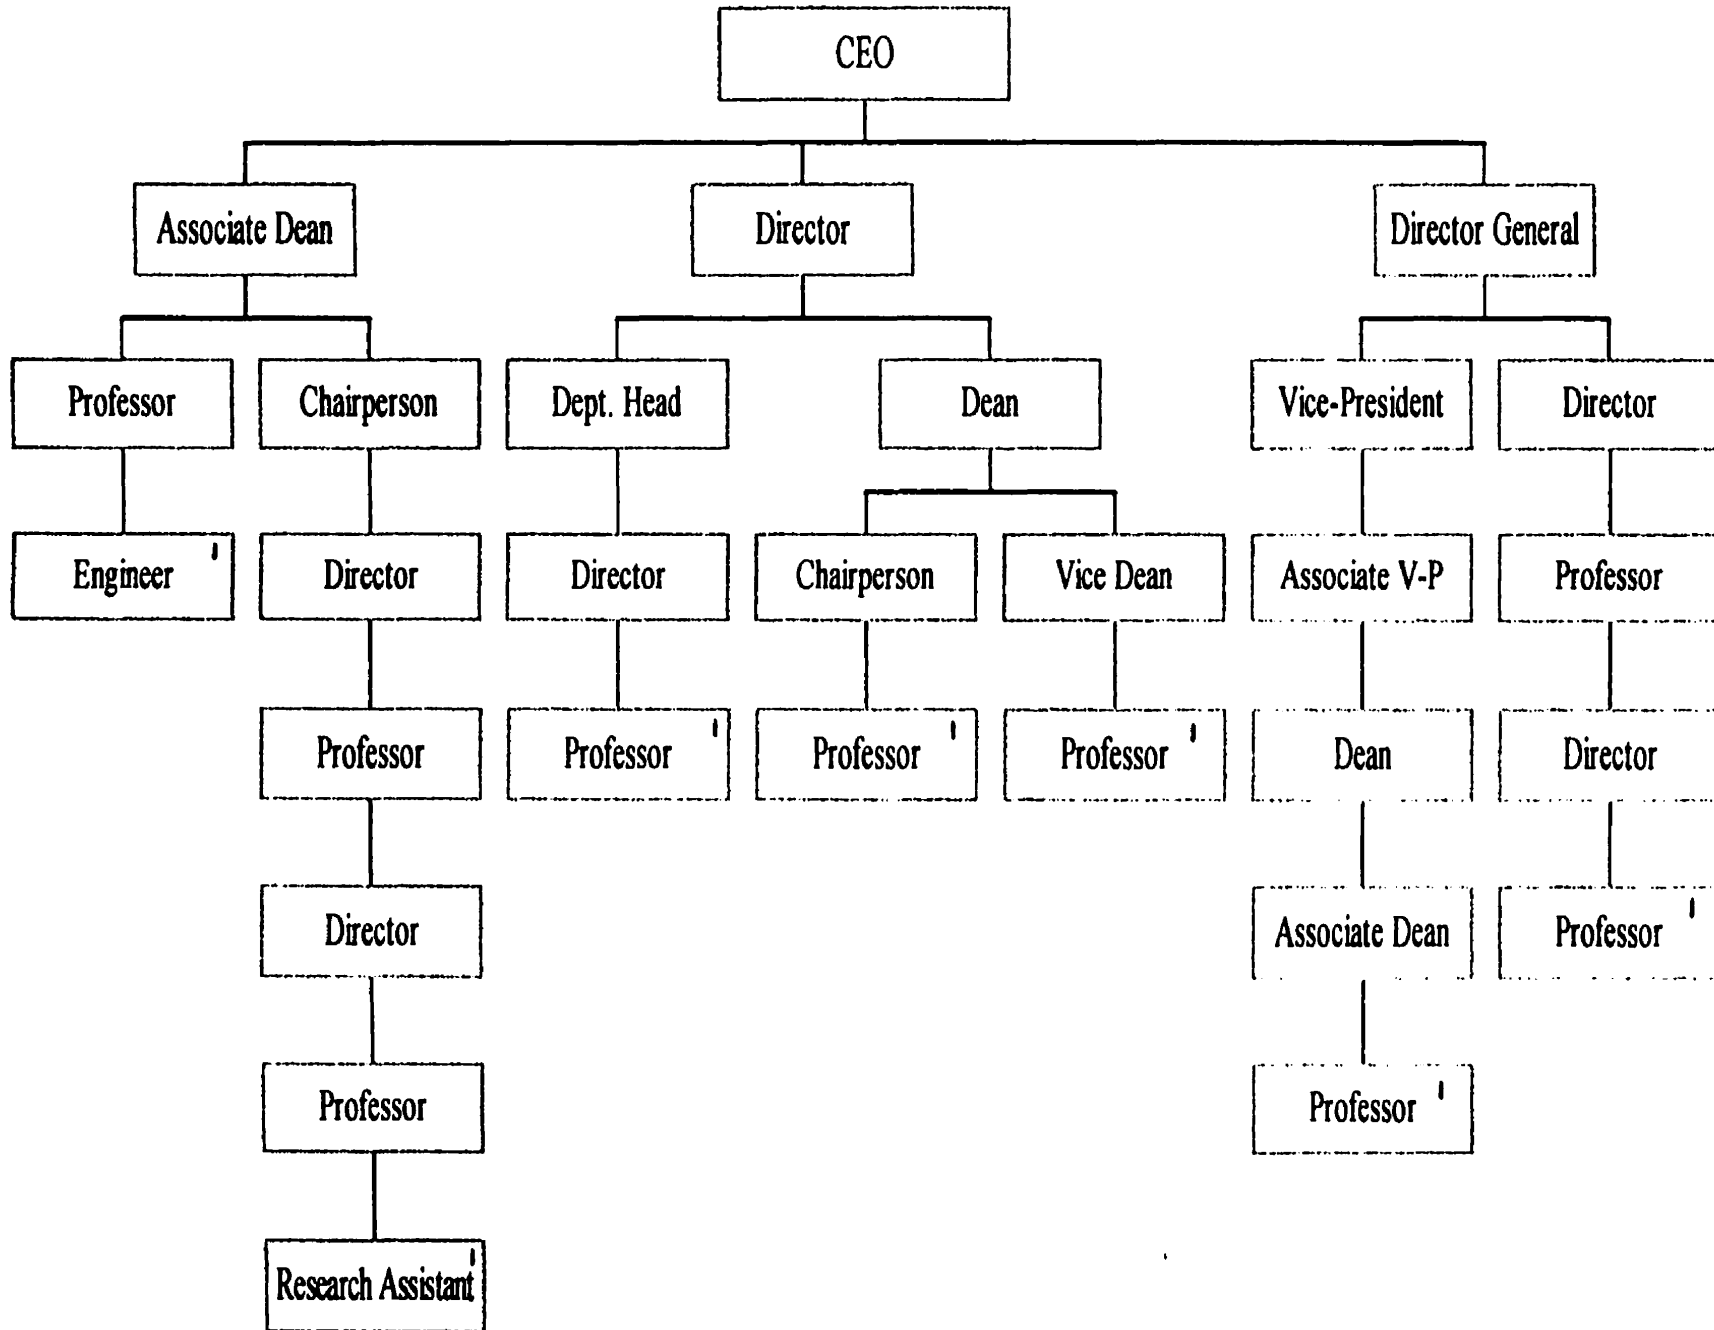 CEO
Associate Dean
Director
Director General
Professor
Chairperson
Dept. Head
Dean
Vice-President
Director
Engineer
Director
Director
Chairperson
Vice Dean
Associate V-P
Professor
Professor
Professor
Professor
Professor
Dean
Director
Director
Associate Dean
Professor
Professor
Professor
Research Assistant